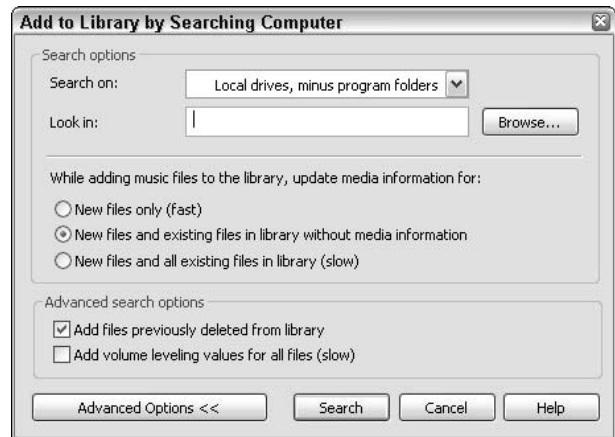 Add to Library by Searching Computer
Search options
Search on:
Local drives, minus program folders
Look in:
Browse...
While adding music files to the library, update media information for:
New files only (fast)
New files and existing files in library without media information
New files and all existing files in library (slow)
Advanced search options
Add files previously deleted from library
Add volume leveling values for all files (slow)
Advanced Options <<
Search
Cancel
Help